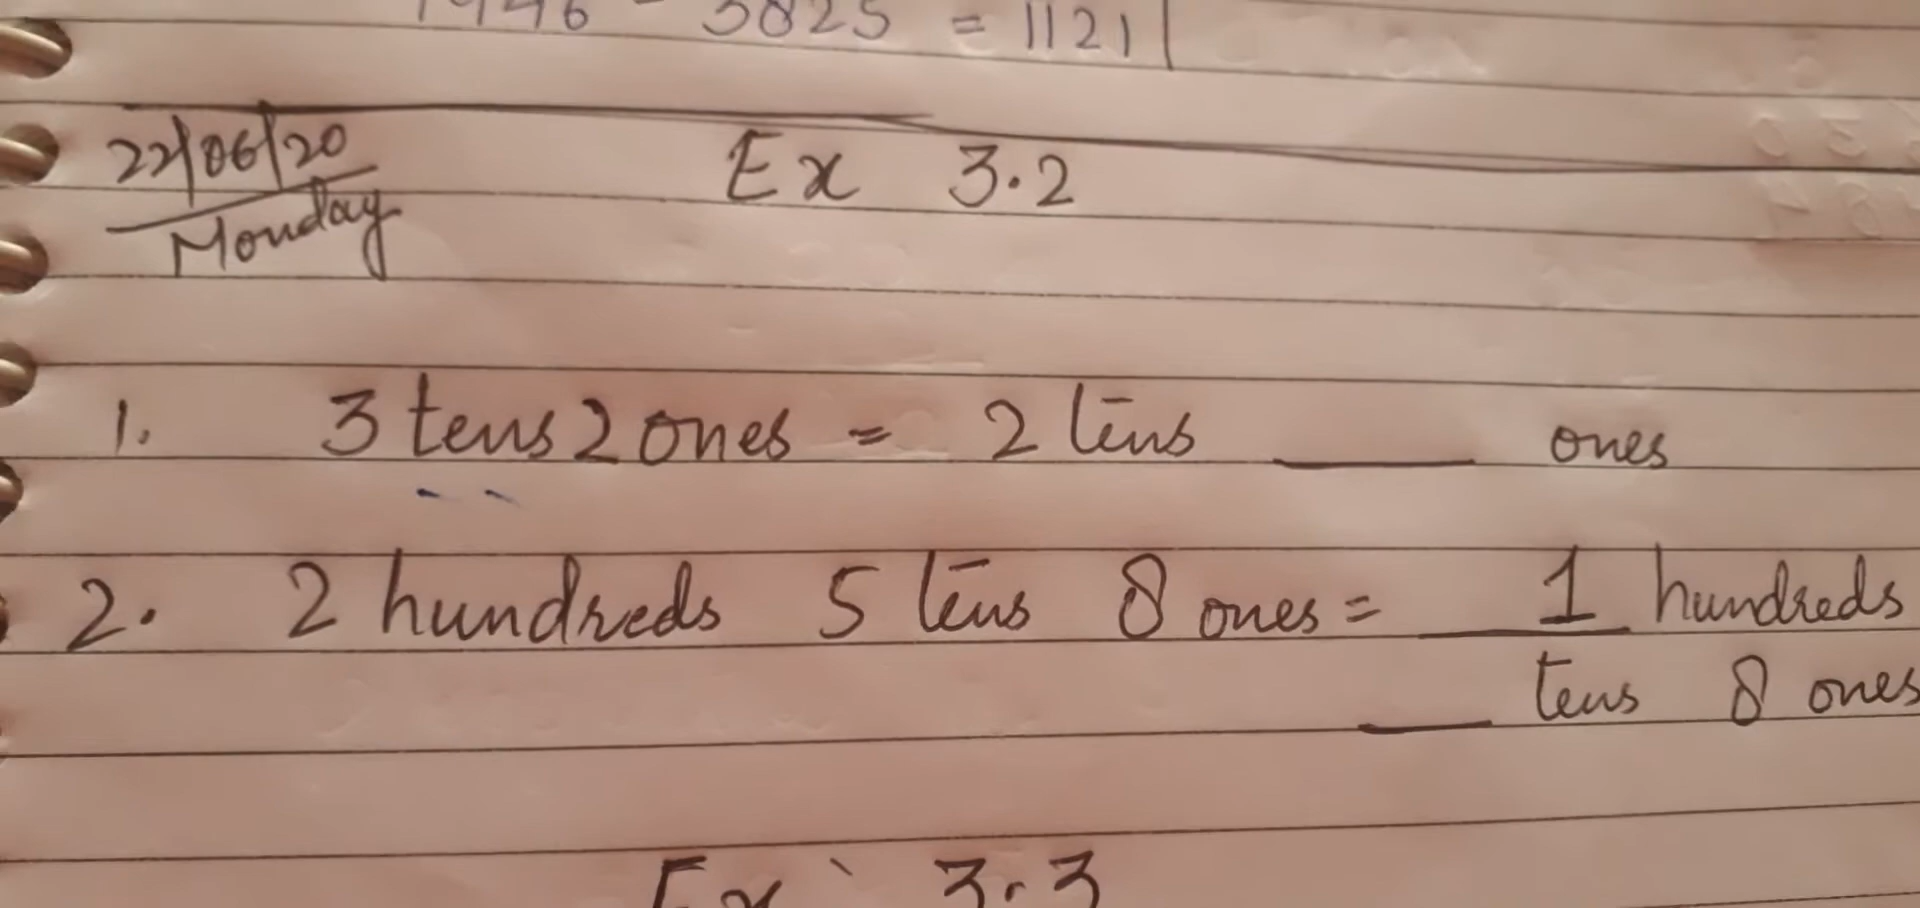 - 3825 = 1121
22/06/20
Monday
Ex 3.2
1. 3 tens 2 ones = 2 tens ____ ones
2. 2 hundreds 5 tens 8 ones = 1 hundreds
____ tens 8 ones
Ex 3.3